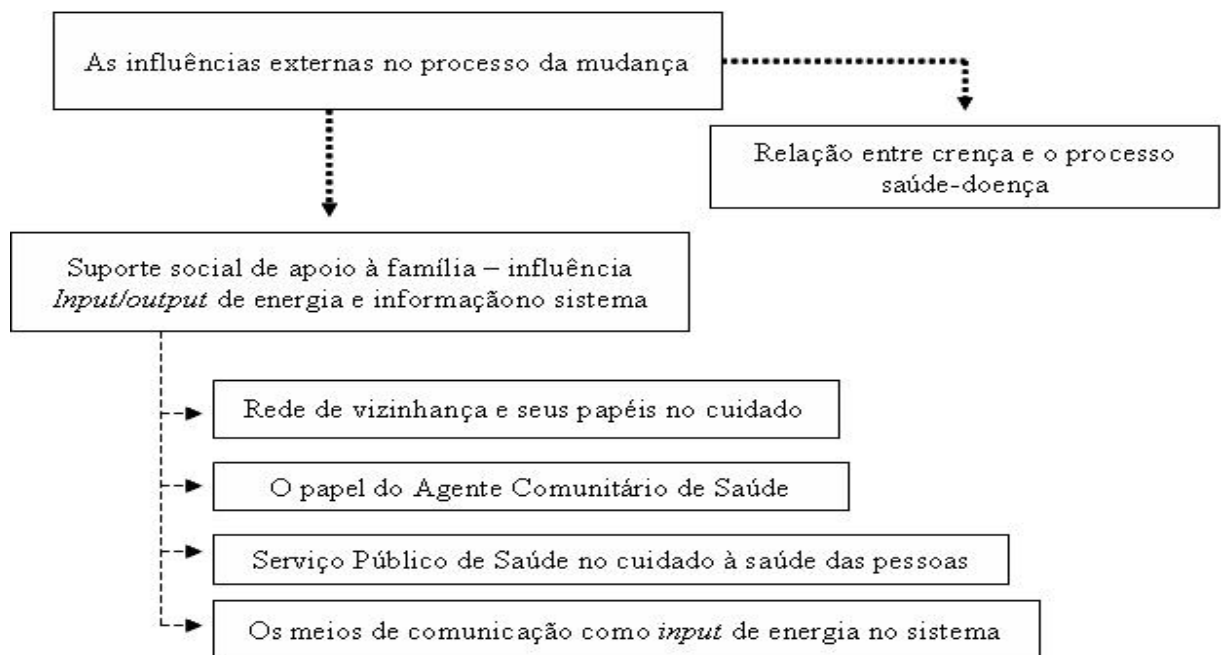 As influências externas no processo da mudança
Relação entre crença e o processo
saúde-doença
Suporte social de apoio à família – influência
Input/output de energia e informaçãono sistema
Rede de vizinhança e seus papéis no cuidado
O papel do Agente Comunitário de Saúde
Serviço Público de Saúde no cuidado à saúde das pessoas
Os meios de comunicação como input de energia no sistema